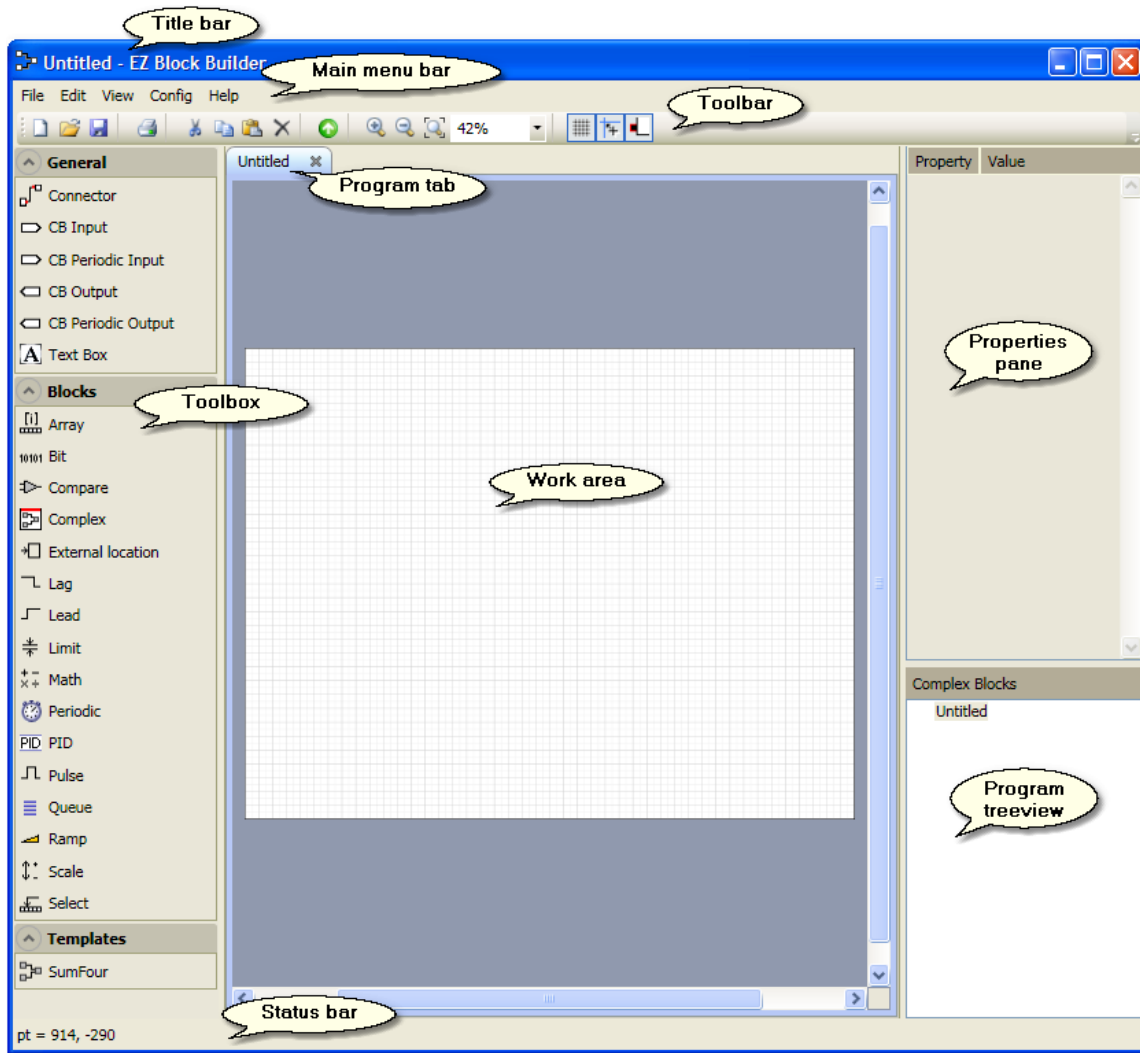 Title bar
Untitled - EZ Block Builder
Main menu bar
File Edit View Config Help
Toolbar
42%
General
Connector
CB Input
CB Periodic Input
CB Output
CB Periodic Output
A Text Box
Blocks
Toolbox
[i] Array
10101 Bit
Compare
Complex
External location
Lag
Lead
Limit
Math
Periodic
PID PID
Pulse
Queue
Ramp
Scale
Select
Templates
SumFour
Untitled
Program tab
Work area
Property Value
Properties
pane
Complex Blocks
Untitled
Program
treeview
Status bar
pt = 914, -290